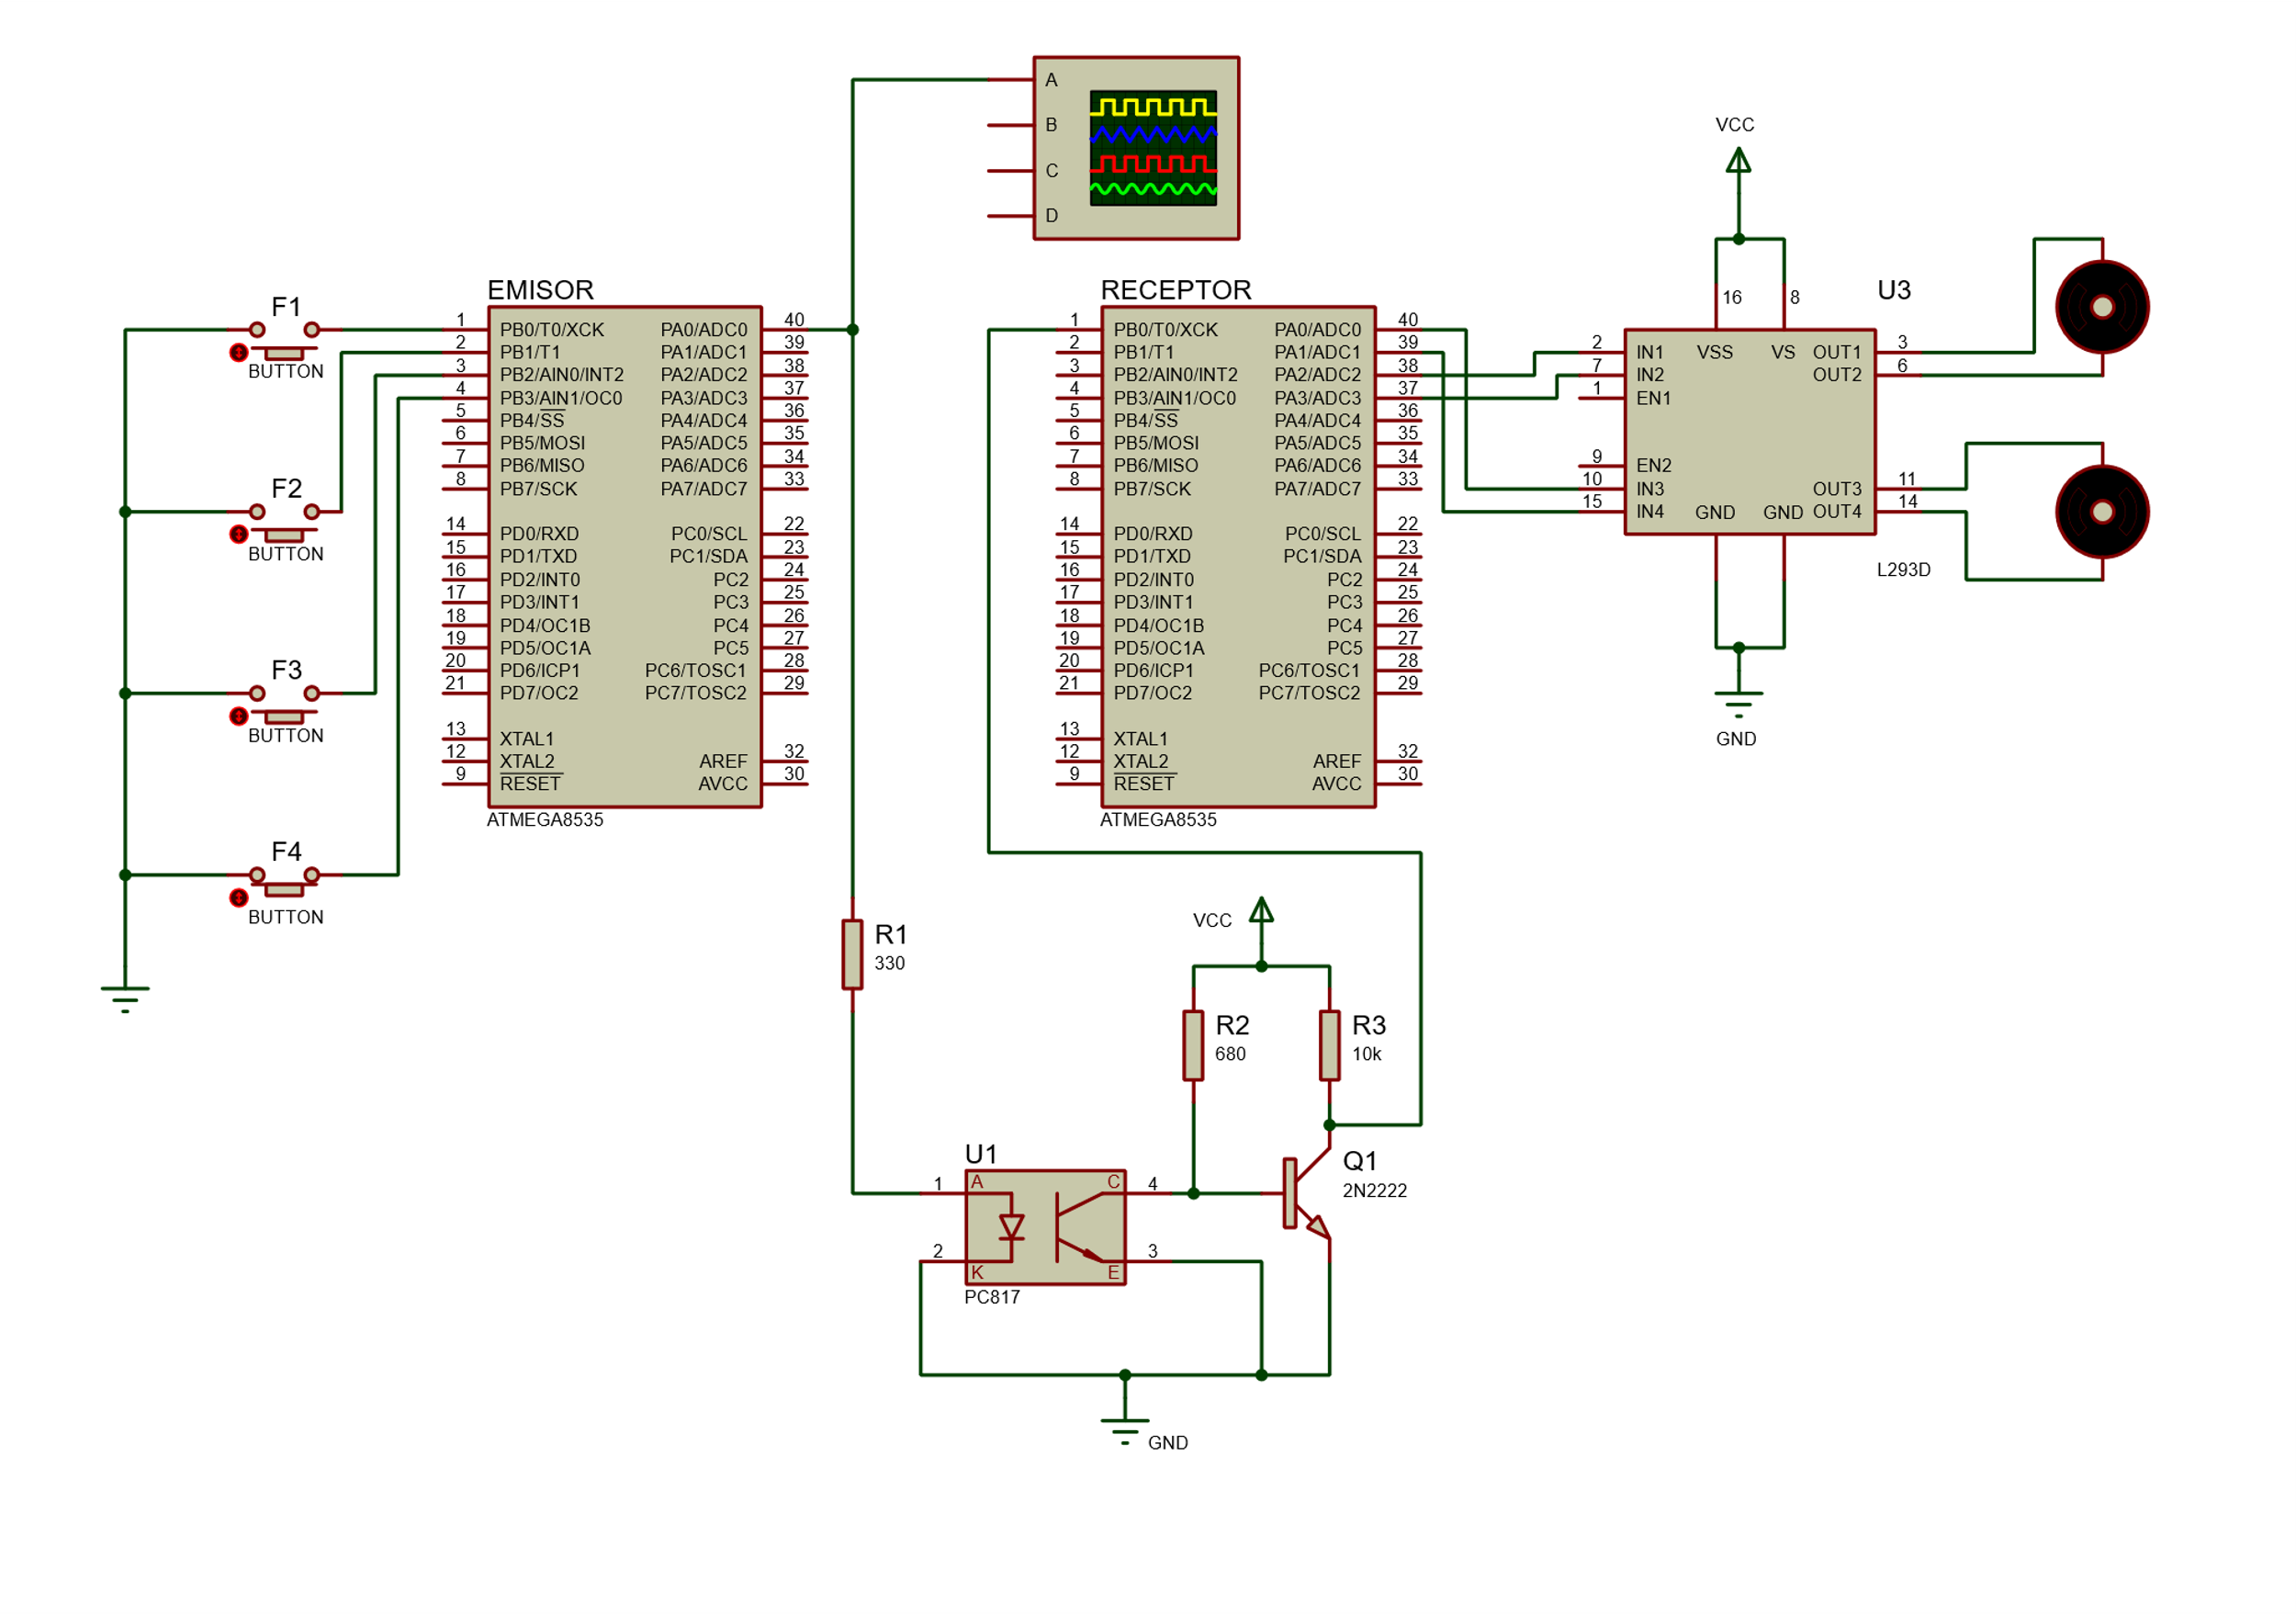 A
B
C
D
VCC
EMISOR
1 PB0/T0/XCK PA0/ADC0 40
2 PB1/T1 PA1/ADC1 39
3 PB2/AIN0/INT2 PA2/ADC2 38
4 PB3/AIN1/OC0 PA3/ADC3 37
5 PB4/SS PA4/ADC4 36
6 PB5/MOSI PA5/ADC5 35
7 PB6/MISO PA6/ADC6 34
8 PB7/SCK PA7/ADC7 33
14 PD0/RXD PC0/SCL 22
15 PD1/TXD PC1/SDA 23
16 PD2/INT0 PC2 24
17 PD3/INT1 PC3 25
18 PD4/OC1B PC4 26
19 PD5/OC1A PC5 27
20 PD6/ICP1 PC6/TOSC1 28
21 PD7/OC2 PC7/TOSC2 29
13 XTAL1
12 XTAL2 AREF 32
9 RESET AVCC 30
ATMEGA8535
F1
BUTTON
F2
BUTTON
F3
BUTTON
F4
BUTTON
RECEPTOR
1 PB0/T0/XCK PA0/ADC0 40
2 PB1/T1 PA1/ADC1 39
3 PB2/AIN0/INT2 PA2/ADC2 38
4 PB3/AIN1/OC0 PA3/ADC3 37
5 PB4/SS PA4/ADC4 36
6 PB5/MOSI PA5/ADC5 35
7 PB6/MISO PA6/ADC6 34
8 PB7/SCK PA7/ADC7 33
14 PD0/RXD PC0/SCL 22
15 PD1/TXD PC1/SDA 23
16 PD2/INT0 PC2 24
17 PD3/INT1 PC3 25
18 PD4/OC1B PC4 26
19 PD5/OC1A PC5 27
20 PD6/ICP1 PC6/TOSC1 28
21 PD7/OC2 PC7/TOSC2 29
13 XTAL1
12 XTAL2 AREF 32
9 RESET AVCC 30
ATMEGA8535
U3
16 8
2 IN1 VSS VS OUT1 3
7 IN2 OUT2 6
1 EN1
9 EN2
10 IN3 OUT3 11
15 IN4 GND GND OUT4 14
L293D
GND
R1
330
VCC
R2
680
R3
10k
U1
1 A C 4
2 K E 3
PC817
Q1
2N2222
GND